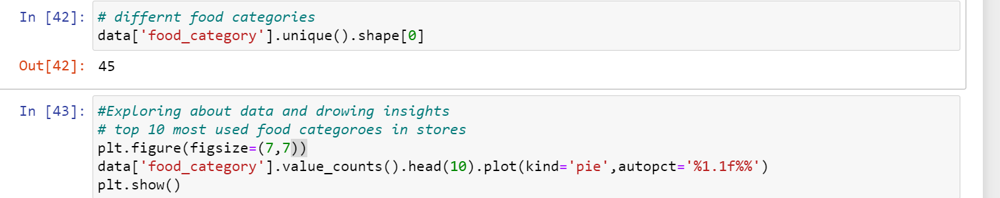 In [42]: # differnt food categories
data['food_category'].unique().shape[0]
Out[42]: 45
In [43]: #Exploring about data and drowing insights
# top 10 most used food categoroes in stores
plt.figure(figsize=(7,7))
data['food_category'].value_counts().head(10).plot(kind='pie',autopct='%1.1f%%')
plt.show()